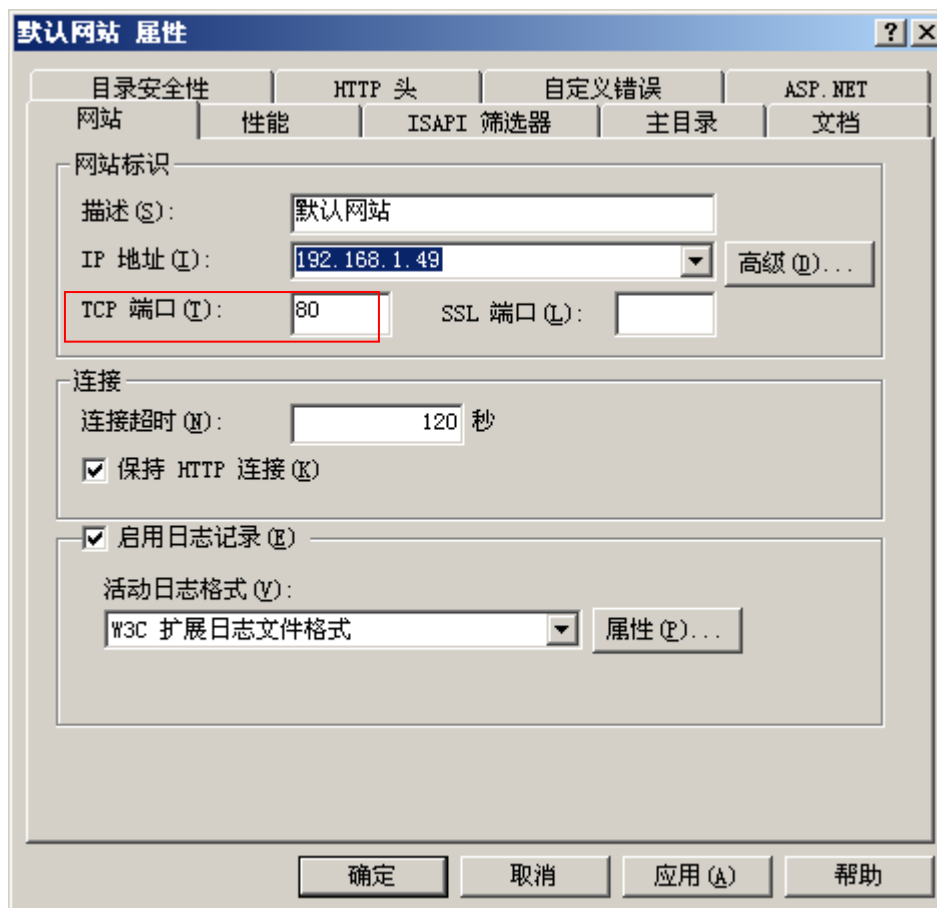 默认网站 属性
目录安全性 HTTP 头 自定义错误 ASP.NET
网站 性能 ISAPI 筛选器 主目录 文档
网站标识
描述(S): 默认网站
IP 地址(I): 192.168.1.49 高级(D)...
TCP 端口(T): 80 SSL 端口(L):
连接
连接超时(N): 120 秒
保持 HTTP 连接(K)
启用日志记录(E)
活动日志格式(V):
W3C 扩展日志文件格式 属性(P)...
确定 取消 应用(A) 帮助